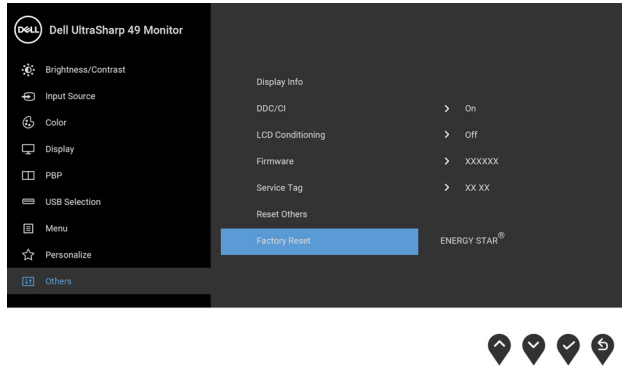 DELL Dell UltraSharp 49 Monitor
Brightness/Contrast
Input Source
Color
Display
PBP
USB Selection
Menu
Personalize
Others
Display Info
DDC/CI > On
LCD Conditioning > Off
Firmware > XXXXXX
Service Tag > XX XX
Reset Others
Factory Reset ENERGY STAR®